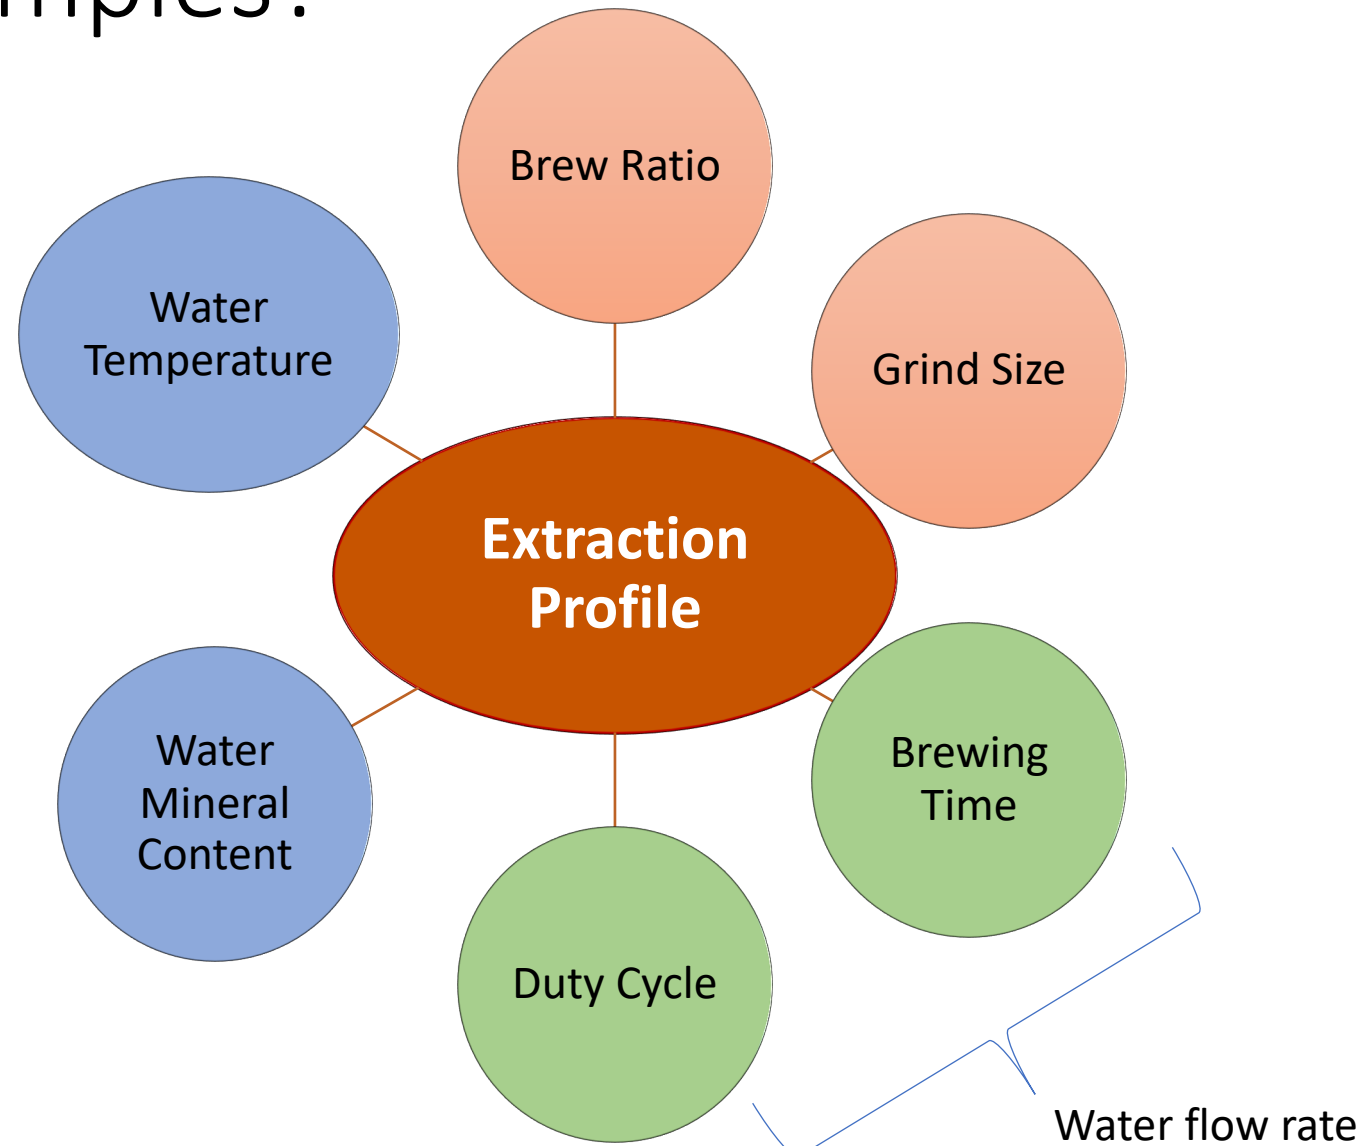 Brew Ratio
Water
Temperature
Grind Size
Extraction
Profile
Water
Mineral
Content
Brewing
Time
Duty Cycle
Water flow rate